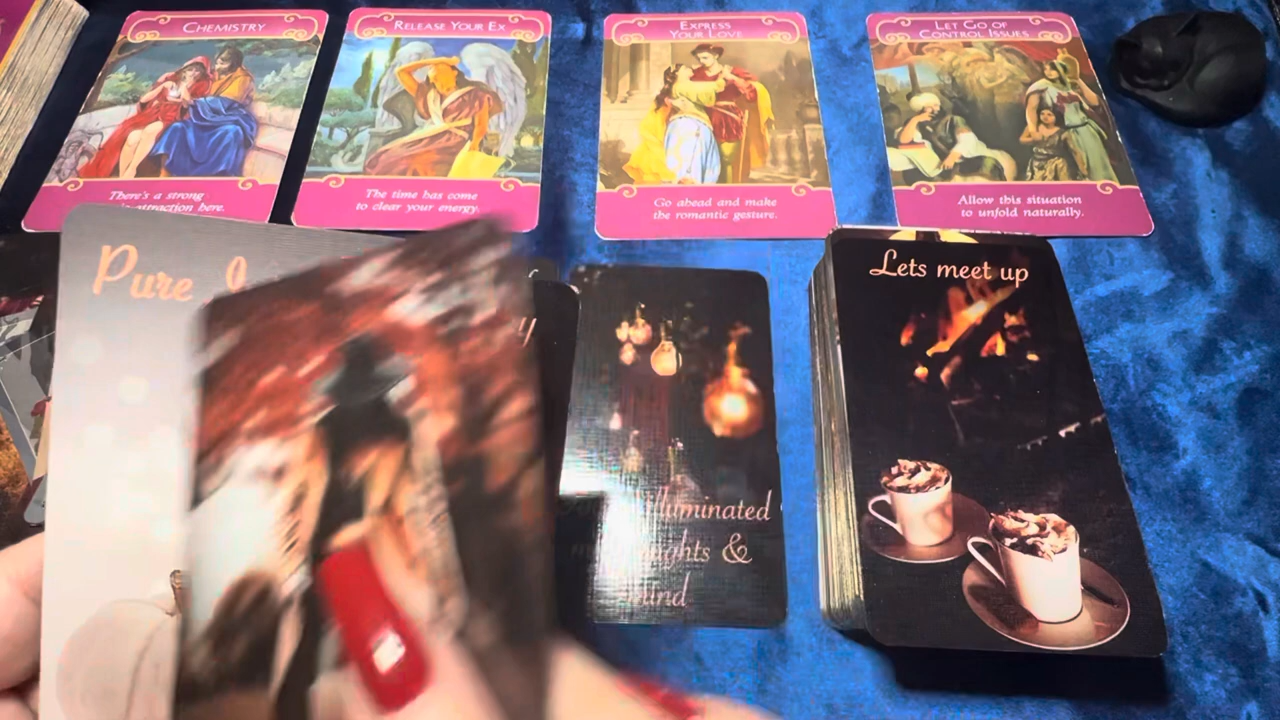 CHEMISTRY
There's a strong
attraction here.
RELEASE YOUR EX
The time has come
to clear your energy.
EXPRESS
YOUR LOVE
Go ahead and make
the romantic gesture.
LET GO OF
CONTROL ISSUES
Allow this situation
to unfold naturally.
Pure
illuminated
&
Lets meet up